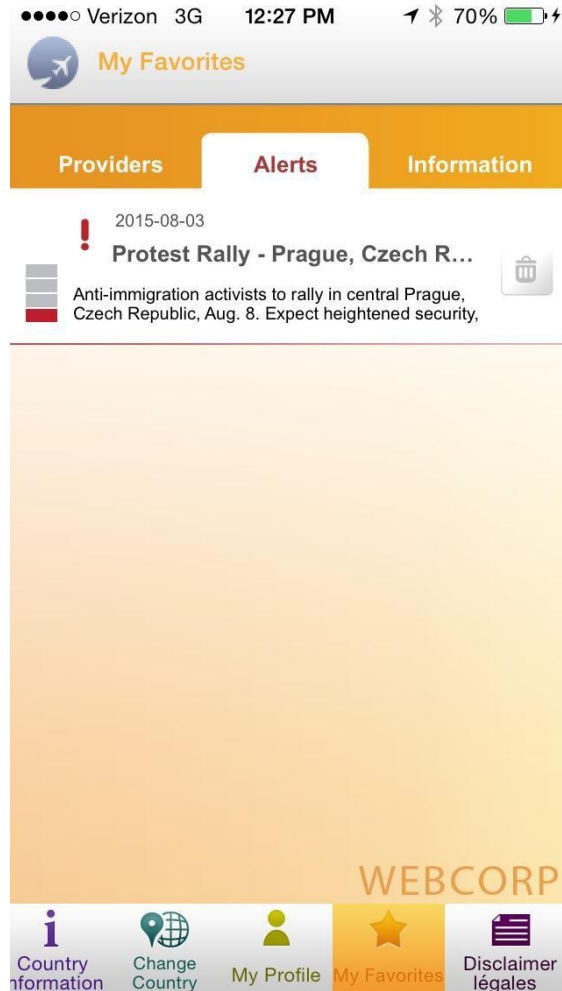 Verizon 3G 12:27 PM 70%
My Favorites
Providers Alerts Information
2015-08-03
Protest Rally - Prague, Czech R...
Anti-immigration activists to rally in central Prague,
Czech Republic, Aug. 8. Expect heightened security,
WEBCORP
Country Change My Profile My Favorites Disclaimer
nformation Country légales